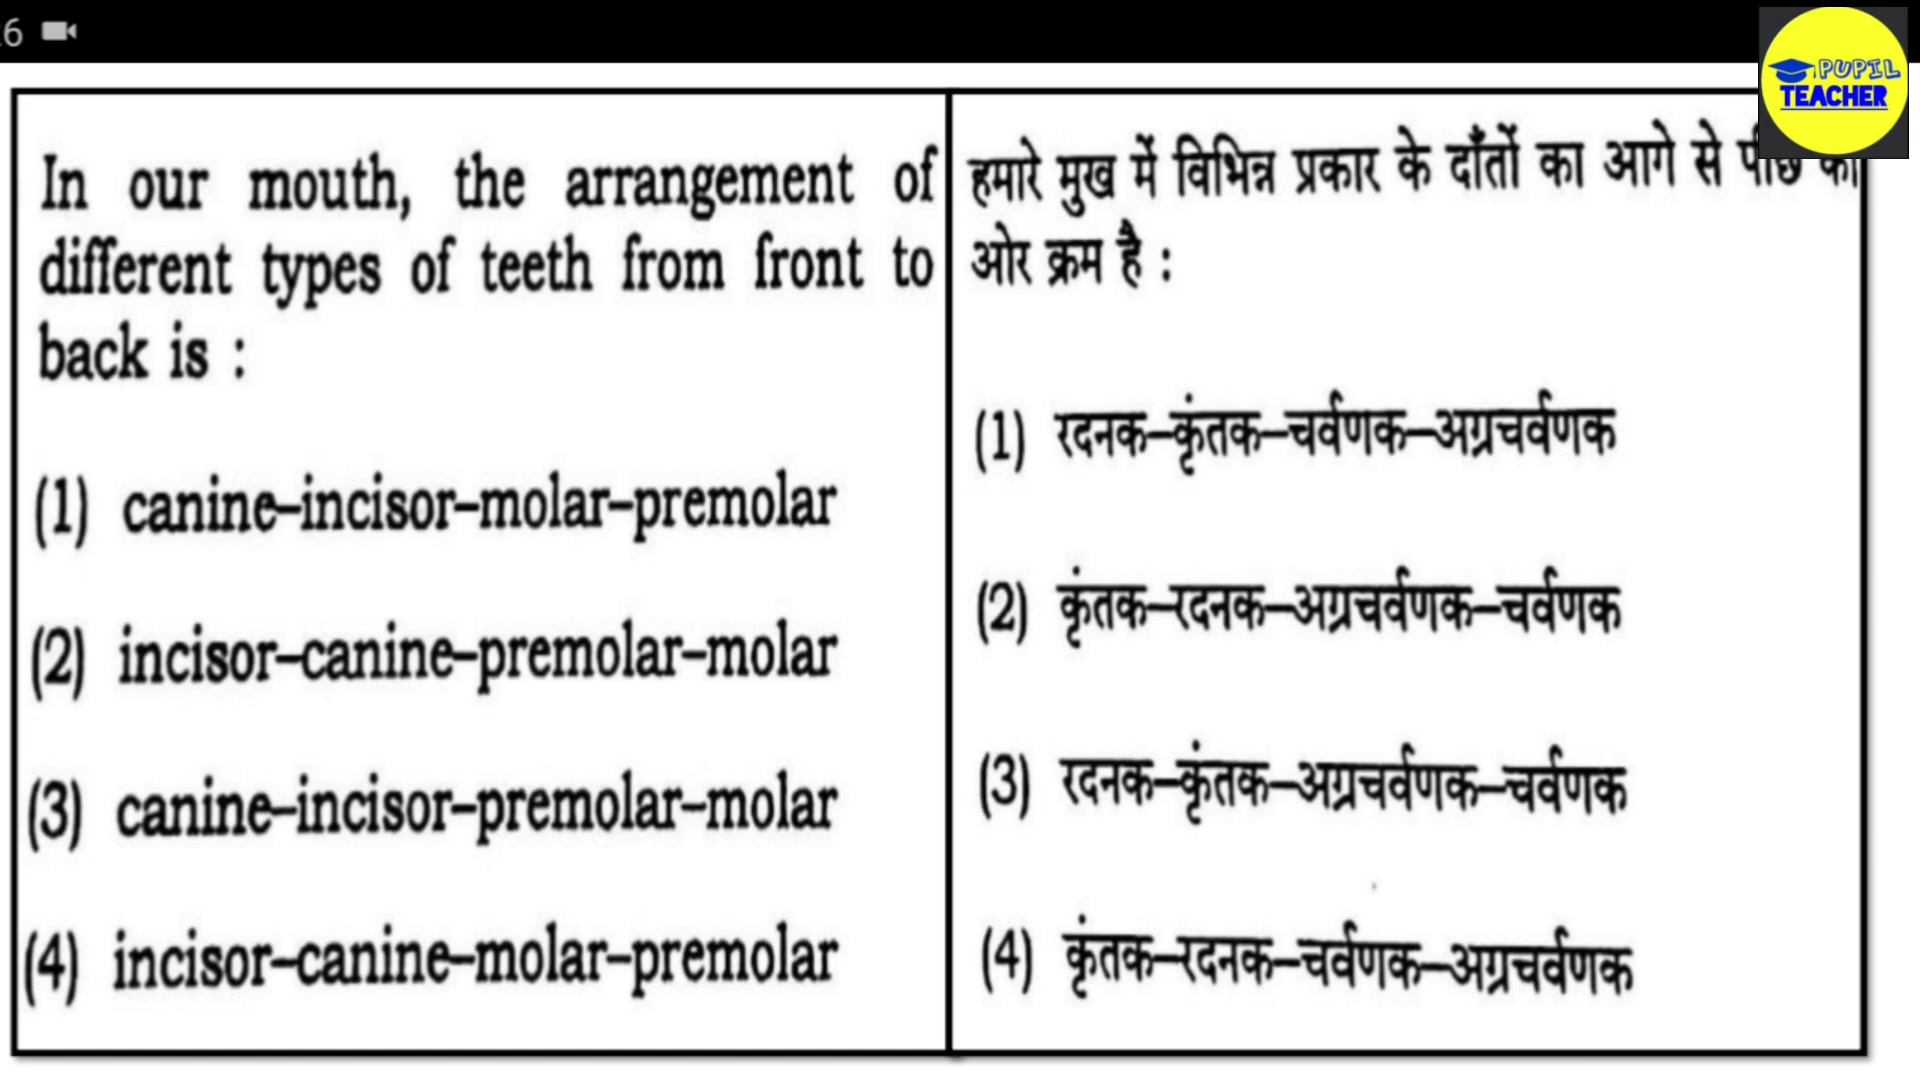 6
PUPIL
TEACHER
In our mouth, the arrangement of
different types of teeth from front to
back is :
(1) canine–incisor–molar–premolar
(2) incisor–canine–premolar–molar
(3) canine–incisor–premolar–molar
(4) incisor–canine–molar–premolar
हमारे मुख में विभिन्न प्रकार के दाँतों का आगे से
ओर क्रम है :
(1) रदनक–कृंतक–चर्वणक–अग्रचर्वणक
(2) कृंतक–रदनक–अग्रचर्वणक–चर्वणक
(3) रदनक–कृंतक–अग्रचर्वणक–चर्वणक
(4) कृंतक–रदनक–चर्वणक–अग्रचर्वणक